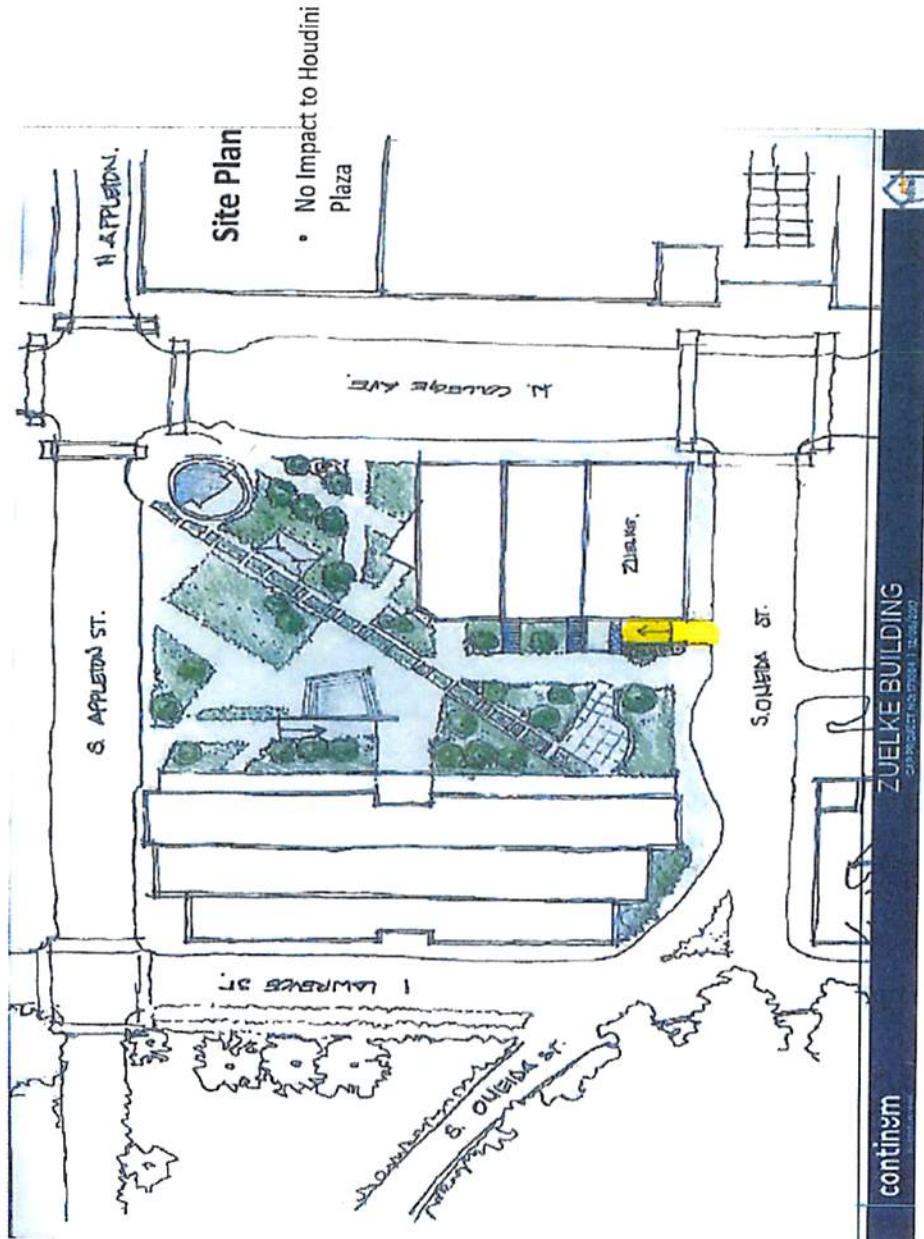 Site Plan
• No Impact to Houdini
Plaza
N APPLETON.
S. APPLETON ST.
W. COLLEGE AVE.
ZUELKE.
S. ONEIDA ST.
LAWRENCE ST.
S. ONEIDA ST.
ZUELKE BUILDING
continum